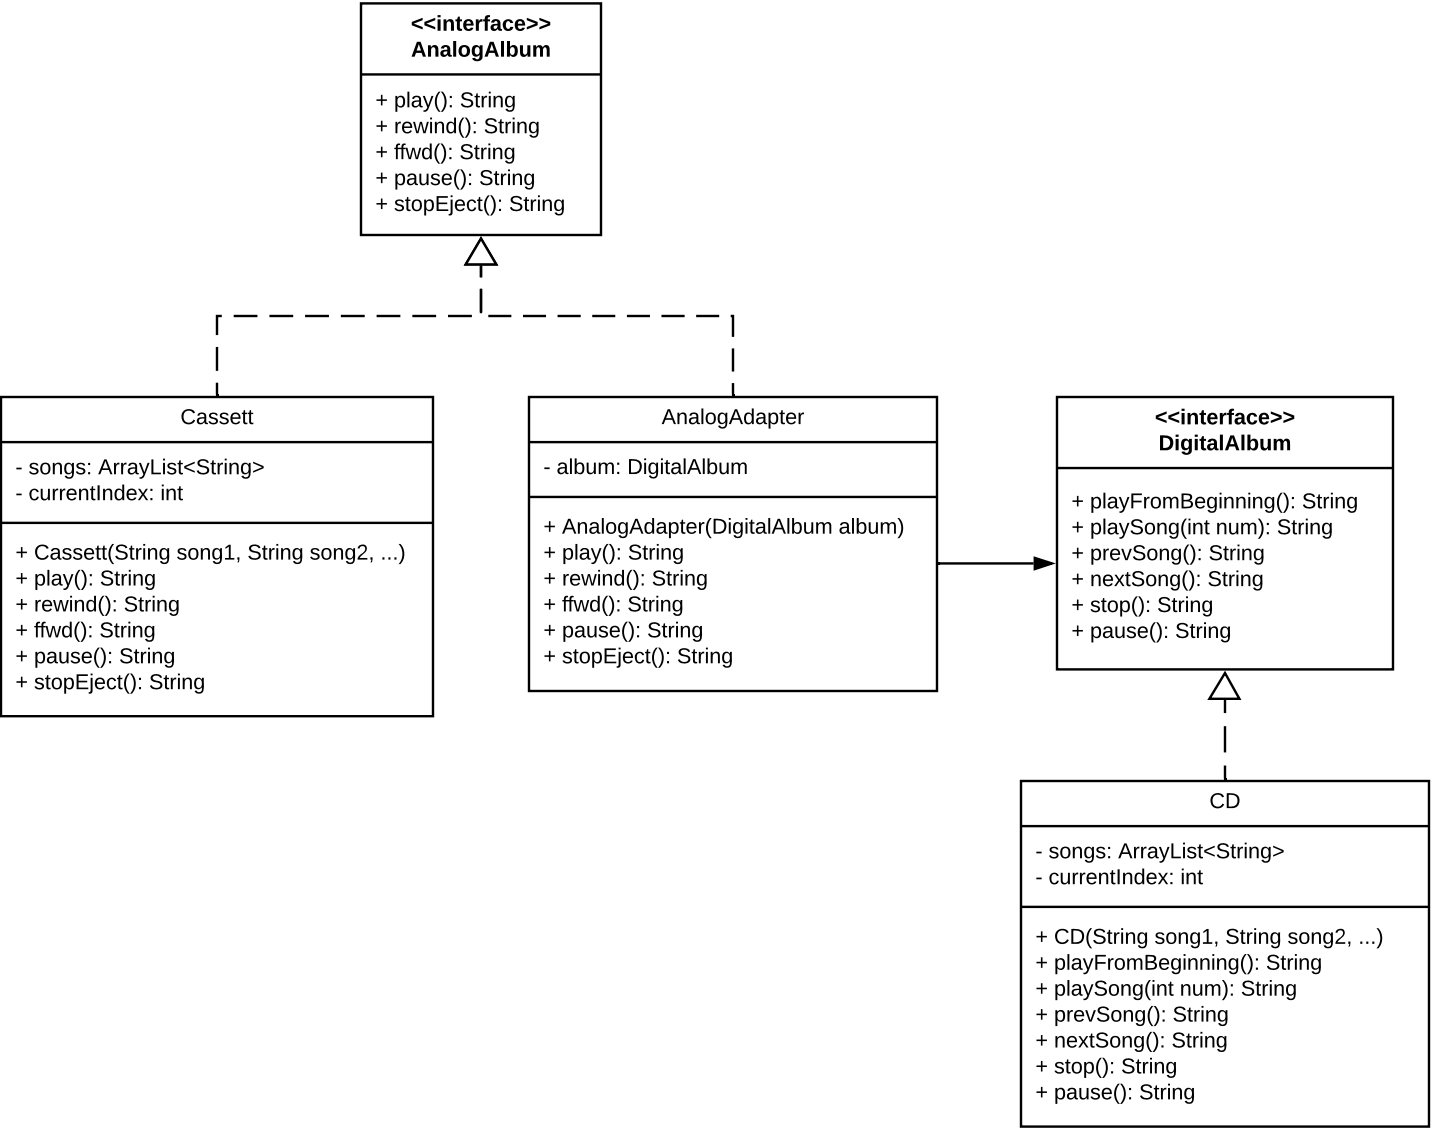 <<interface>>
AnalogAlbum
+ play(): String
+ rewind(): String
+ ffwd(): String
+ pause(): String
+ stopEject(): String
Cassett
- songs: ArrayList<String>
- currentIndex: int
+ Cassett(String song1, String song2, ...)
+ play(): String
+ rewind(): String
+ ffwd(): String
+ pause(): String
+ stopEject(): String
AnalogAdapter
- album: DigitalAlbum
+ AnalogAdapter(DigitalAlbum album)
+ play(): String
+ rewind(): String
+ ffwd(): String
+ pause(): String
+ stopEject(): String
<<interface>>
DigitalAlbum
+ playFromBeginning(): String
+ playSong(int num): String
+ prevSong(): String
+ nextSong(): String
+ stop(): String
+ pause(): String
CD
- songs: ArrayList<String>
- currentIndex: int
+ CD(String song1, String song2, ...)
+ playFromBeginning(): String
+ playSong(int num): String
+ prevSong(): String
+ nextSong(): String
+ stop(): String
+ pause(): String